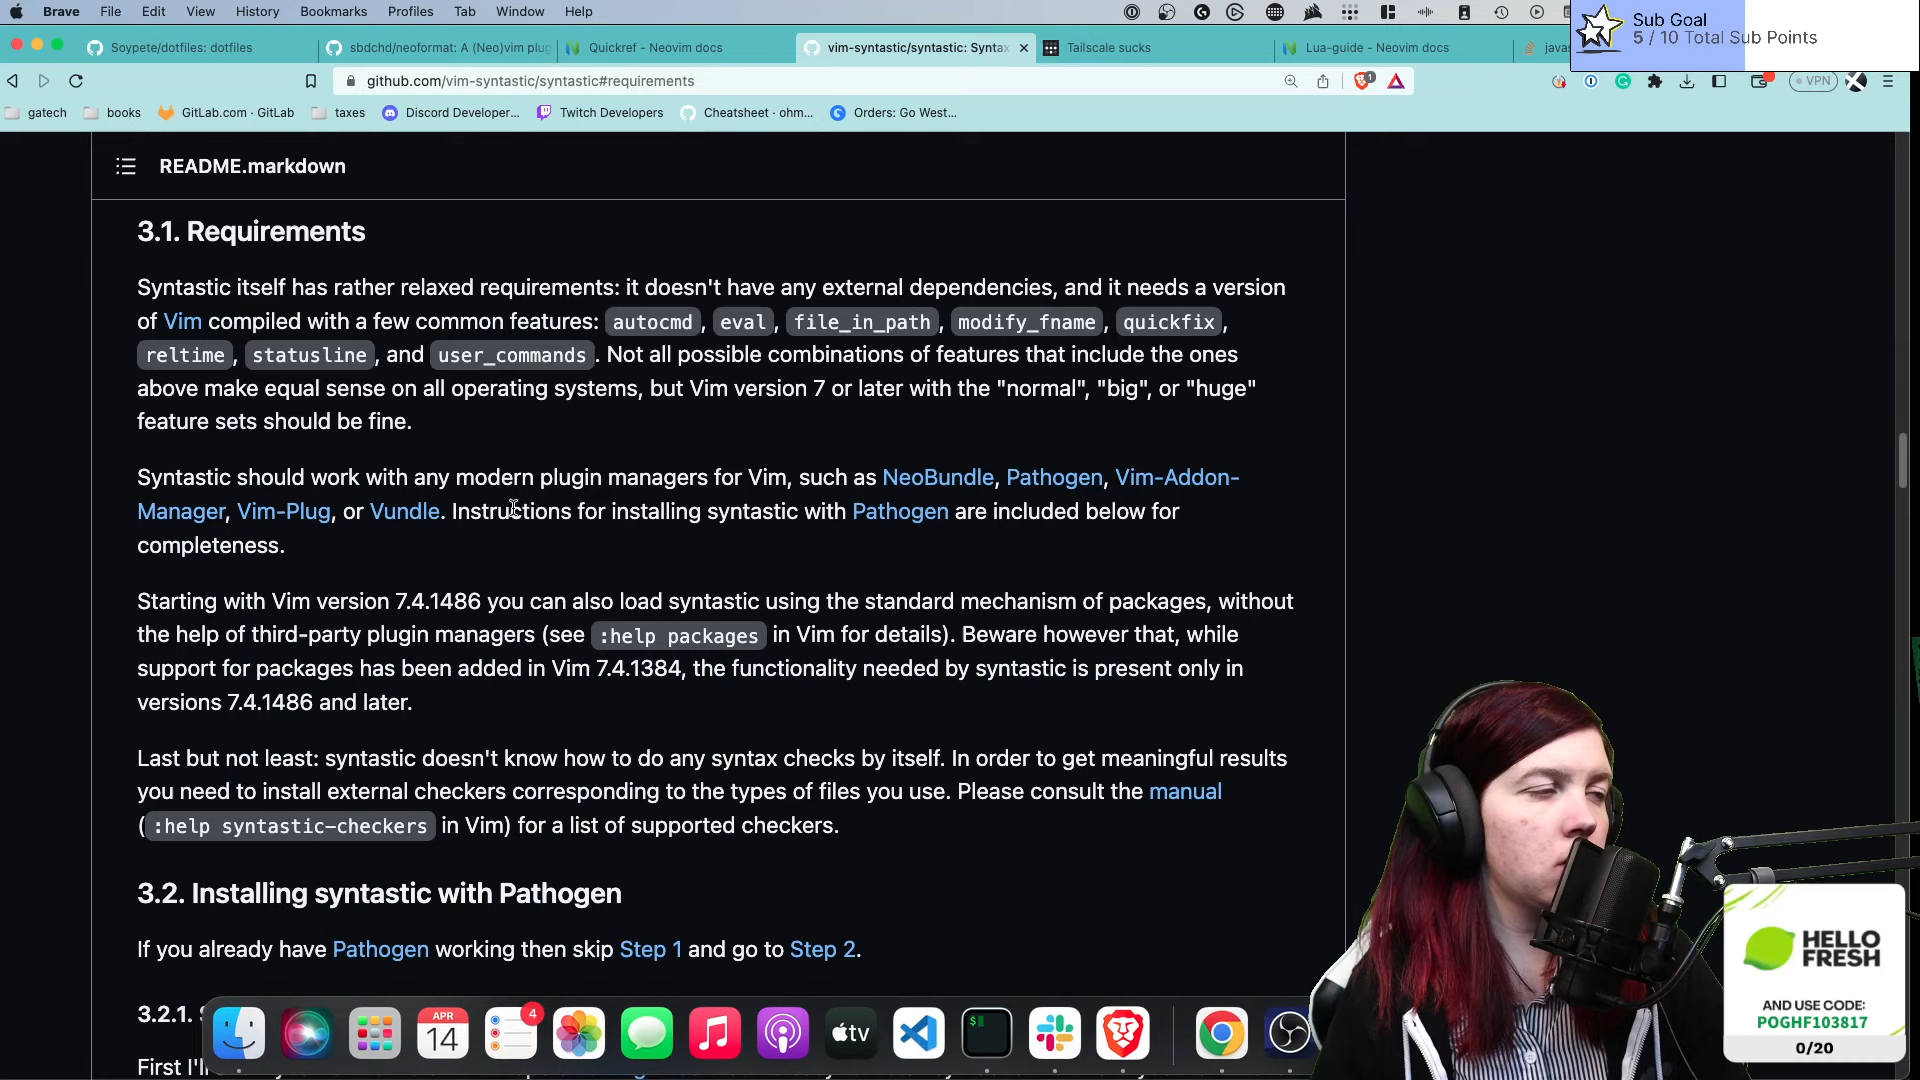 Brave File Edit View History Bookmarks Profiles Tab Window Help
Sub Goal
5 / 10 Total Sub Points
Soypete/dotfiles: dotfiles
sbdchd/neoformat: A (Neo)vim plug
Quickref - Neovim docs
vim-syntastic/syntastic: Syntax
Tailscale sucks
Lua-guide - Neovim docs
javas
github.com/vim-syntastic/syntastic#requirements
VPN
gatech books GitLab.com · GitLab taxes Discord Developer... Twitch Developers Cheatsheet · ohm... Orders: Go West...
README.markdown
3.1. Requirements
Syntastic itself has rather relaxed requirements: it doesn't have any external dependencies, and it needs a version
of Vim compiled with a few common features: autocmd, eval, file_in_path, modify_fname, quickfix,
reltime, statusline, and user_commands. Not all possible combinations of features that include the ones
above make equal sense on all operating systems, but Vim version 7 or later with the "normal", "big", or "huge"
feature sets should be fine.
Syntastic should work with any modern plugin managers for Vim, such as NeoBundle, Pathogen, Vim-Addon-
Manager, Vim-Plug, or Vundle. Instructions for installing syntastic with Pathogen are included below for
completeness.
Starting with Vim version 7.4.1486 you can also load syntastic using the standard mechanism of packages, without
the help of third-party plugin managers (see :help packages in Vim for details). Beware however that, while
support for packages has been added in Vim 7.4.1384, the functionality needed by syntastic is present only in
versions 7.4.1486 and later.
Last but not least: syntastic doesn't know how to do any syntax checks by itself. In order to get meaningful results
you need to install external checkers corresponding to the types of files you use. Please consult the manual
(:help syntastic-checkers in Vim) for a list of supported checkers.
3.2. Installing syntastic with Pathogen
If you already have Pathogen working then skip Step 1 and go to Step 2.
3.2.1.
First I'll
APR
14
4
tv
HELLO
FRESH
AND USE CODE:
POGHF103817
0/20